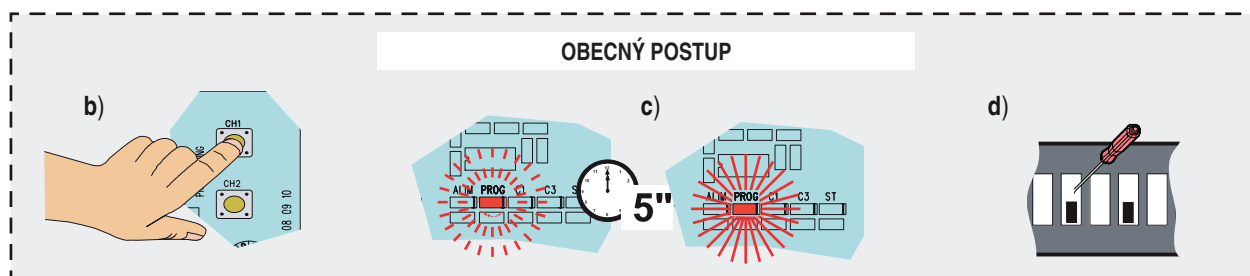 OBECNÝ POSTUP
b)
CH1
CH2
08 09 10
ALIM PROG C1 C3
5"
c)
ALIM PROG C1 C3 ST
d)